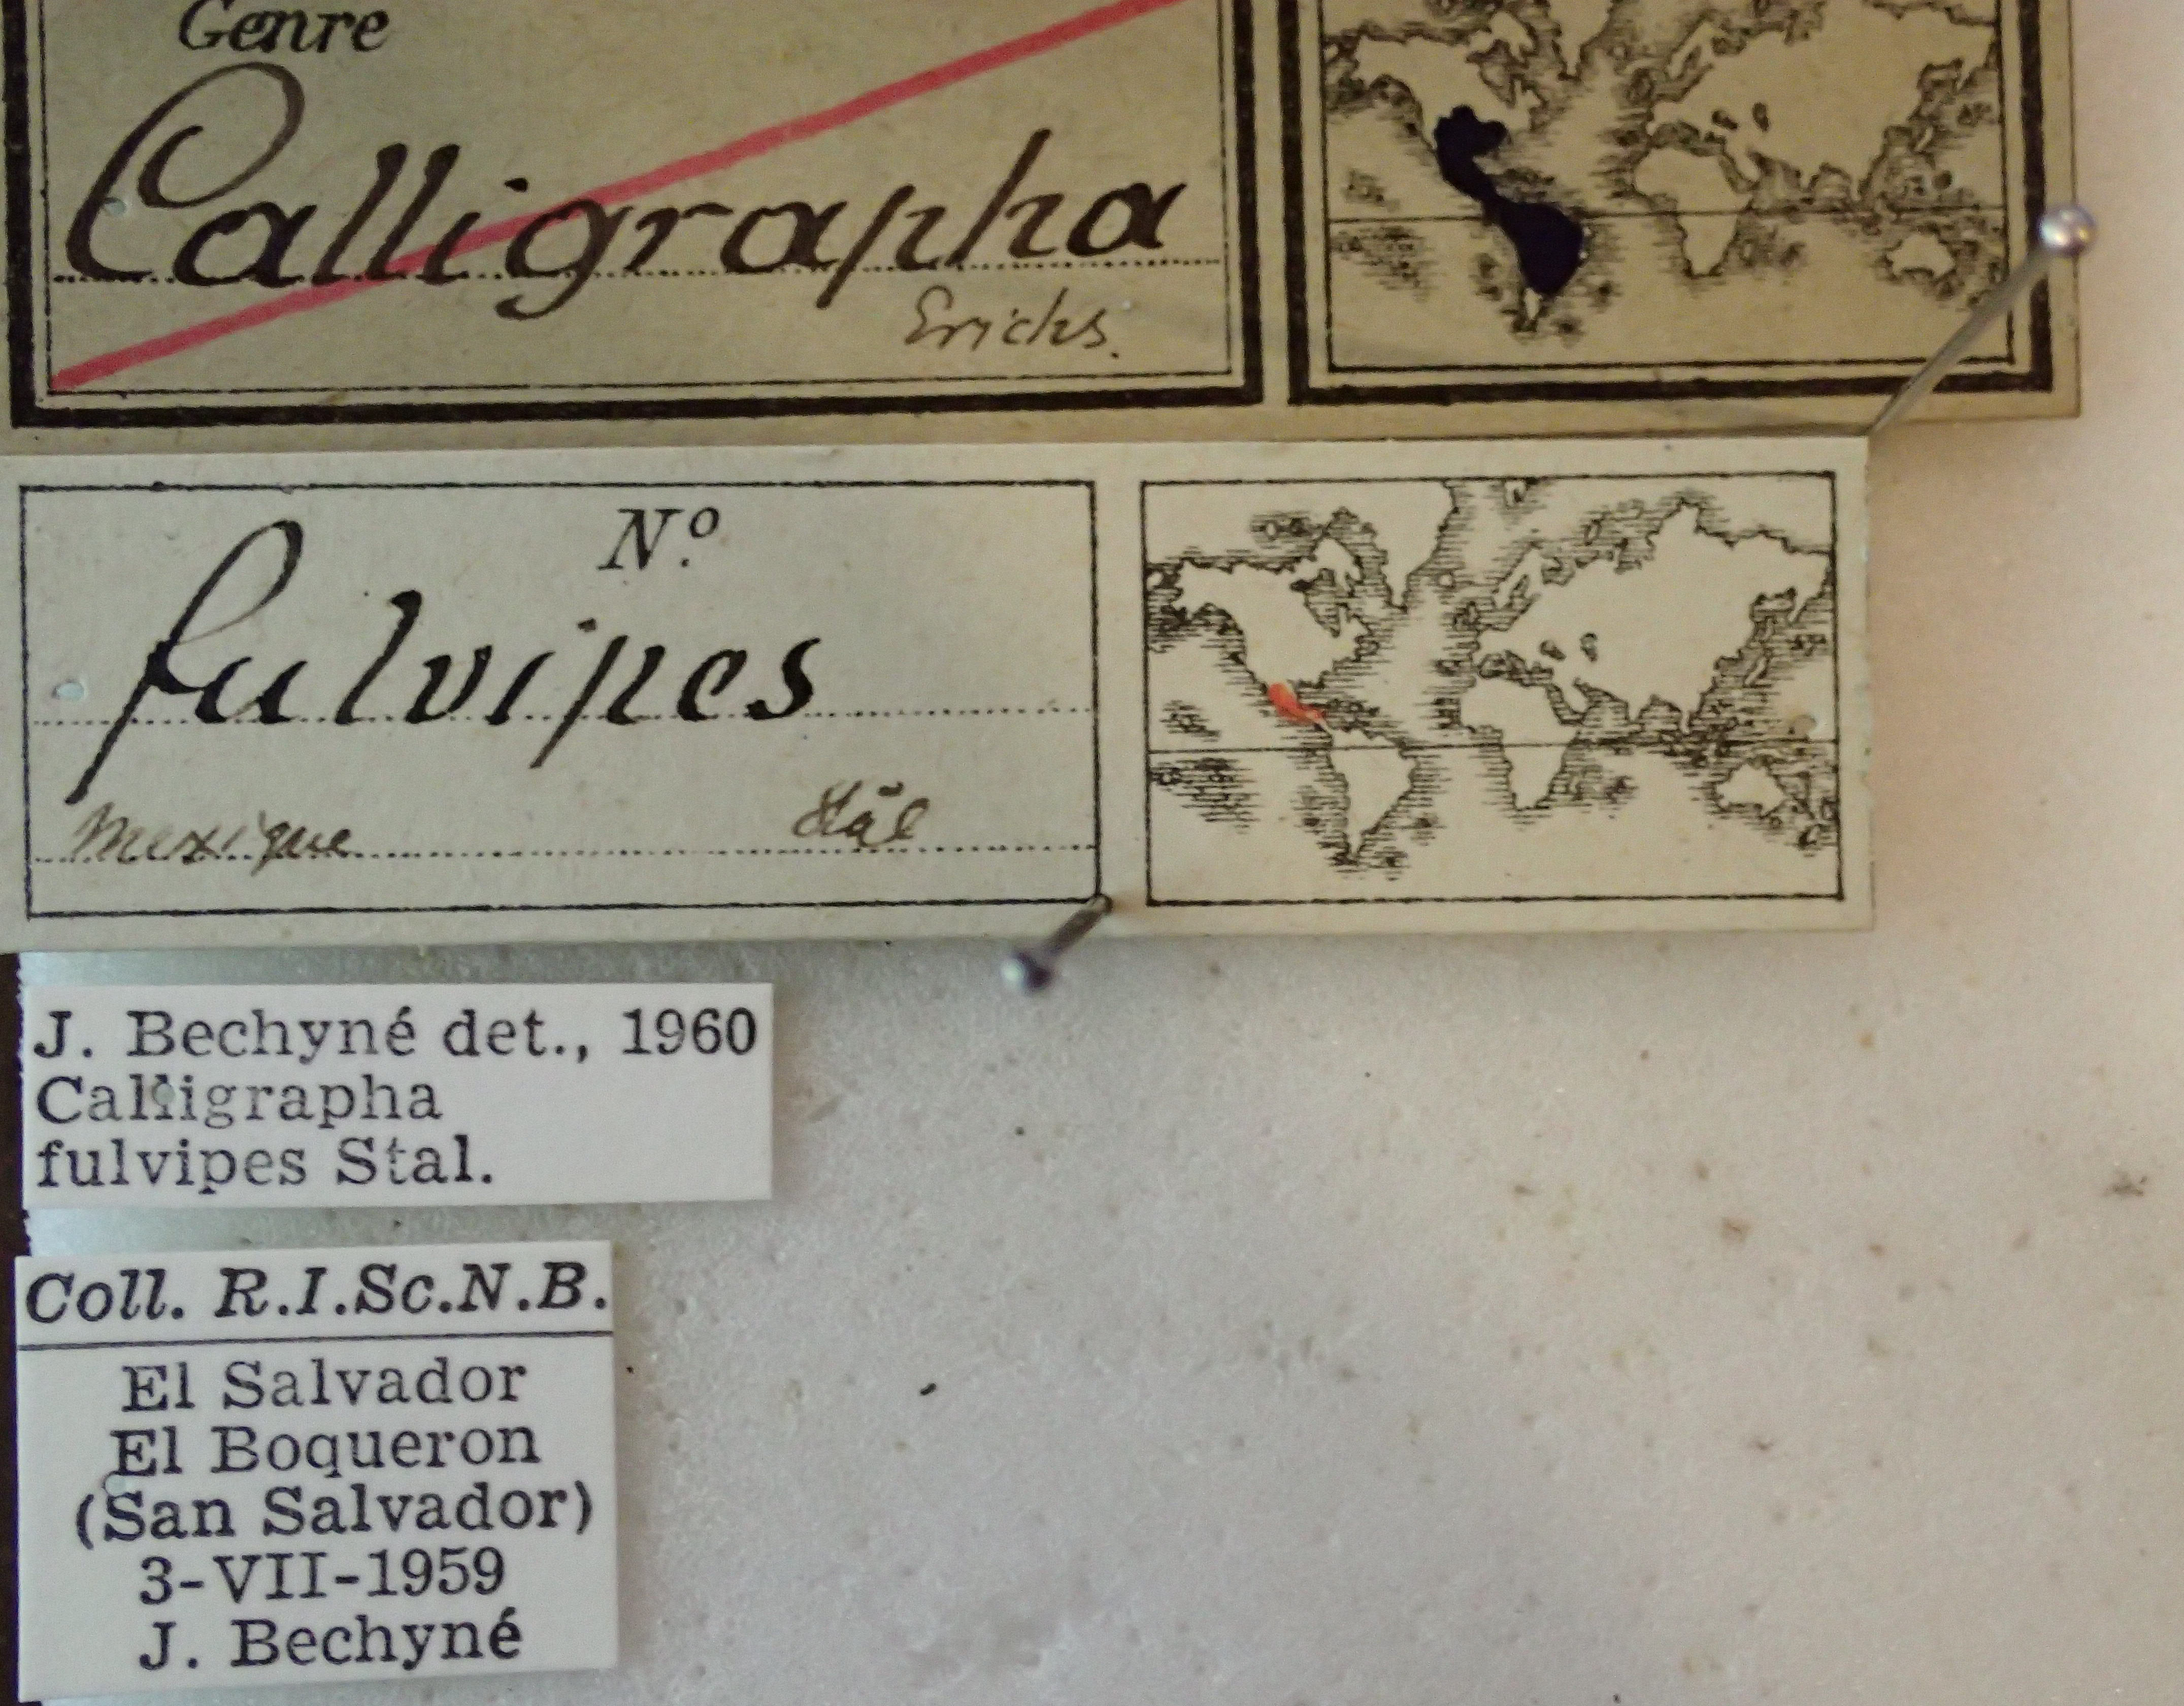 Genre
Calligrapha
Erichs.
Nº.
fulvipes
Mexique Stål
J. Bechyné det., 1960
Calligrapha
fulvipes Stal.
Coll. R.I.Sc.N.B.
El Salvador
El Boqueron
(San Salvador)
3-VII-1959
J. Bechyné